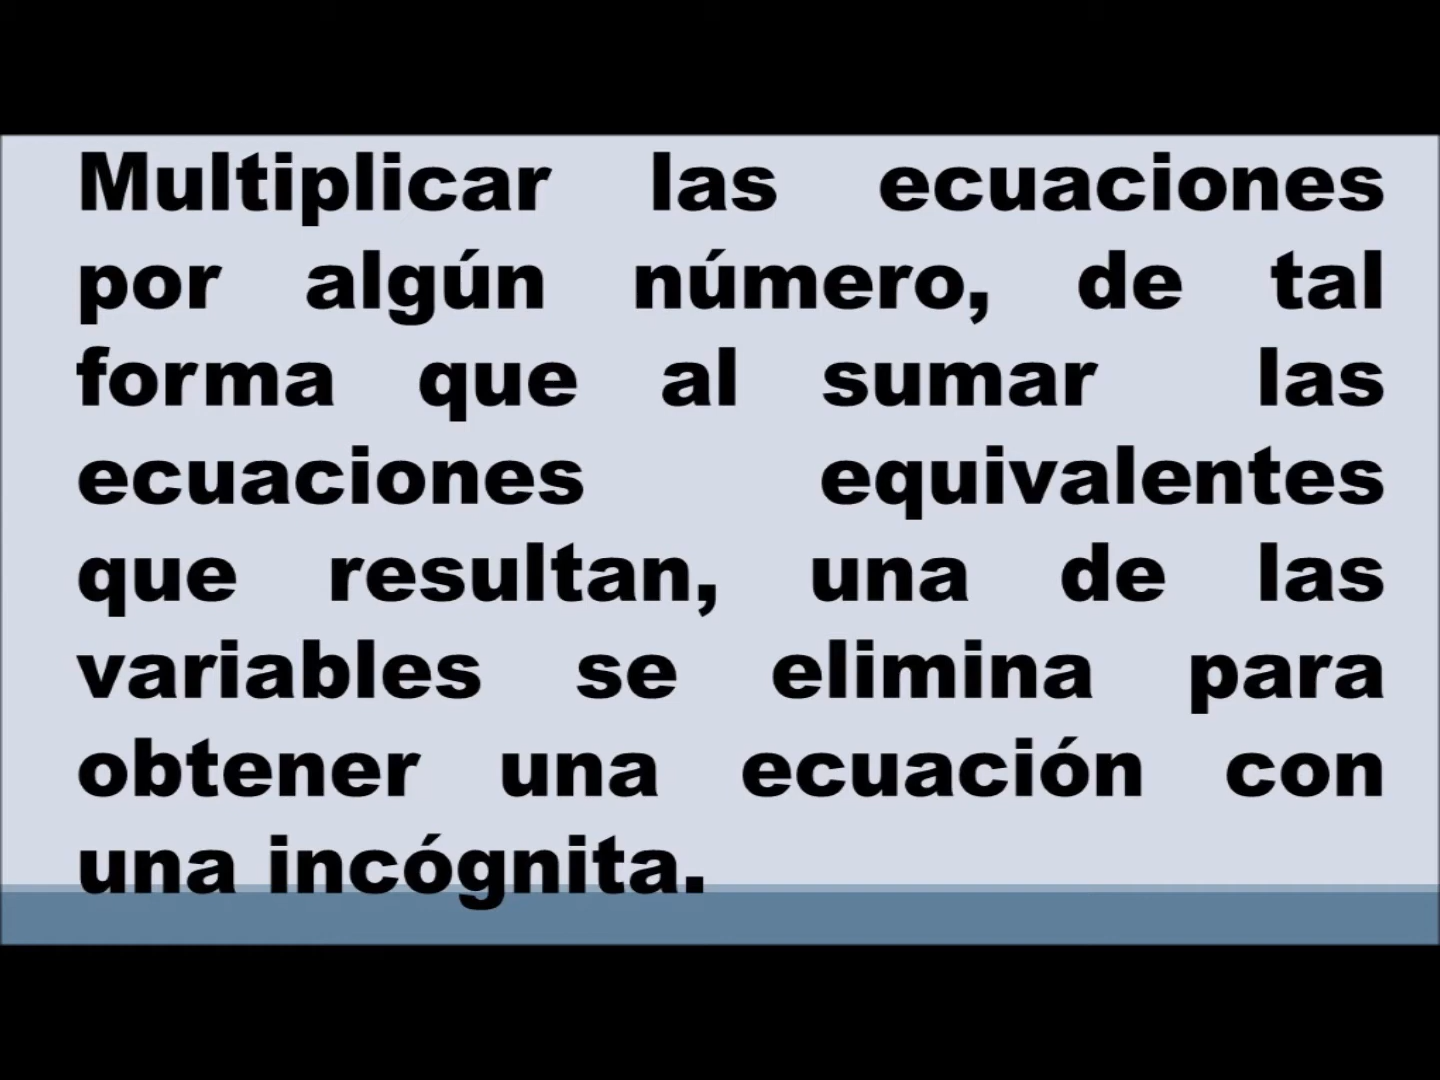 Multiplicar las ecuaciones
por algún número, de tal
forma que al sumar las
ecuaciones equivalentes
que resultan, una de las
variables se elimina para
obtener una ecuación con
una incógnita.